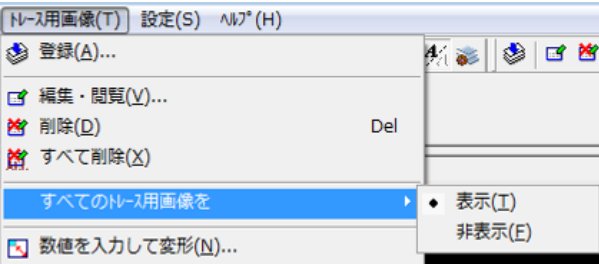 ﾄﾚｰｽ用画像(T) 設定(S) ﾍﾙﾌﾟ(H)
登録(A)...
編集・閲覧(V)...
削除(D) Del
すべて削除(X)
すべてのﾄﾚｰｽ用画像を
表示(T)
非表示(F)
数値を入力して変形(N)...